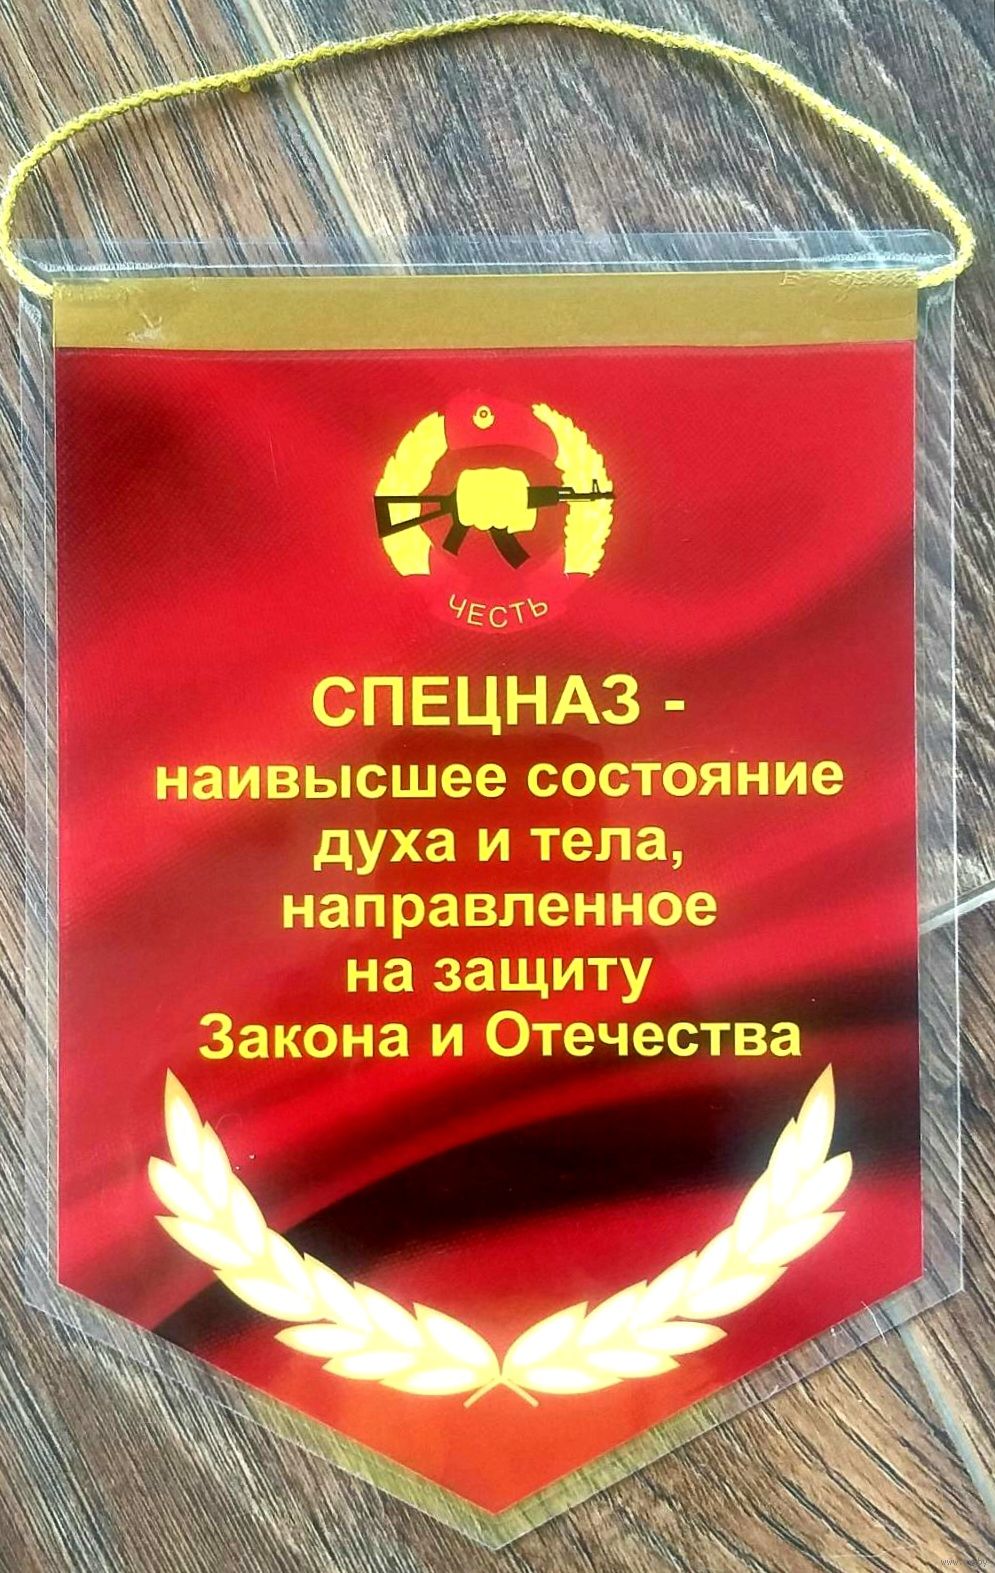 ЧЕСТЬ
СПЕЦНАЗ -
наивысшее состояние
духа и тела,
направленное
на защиту
Закона и Отечества